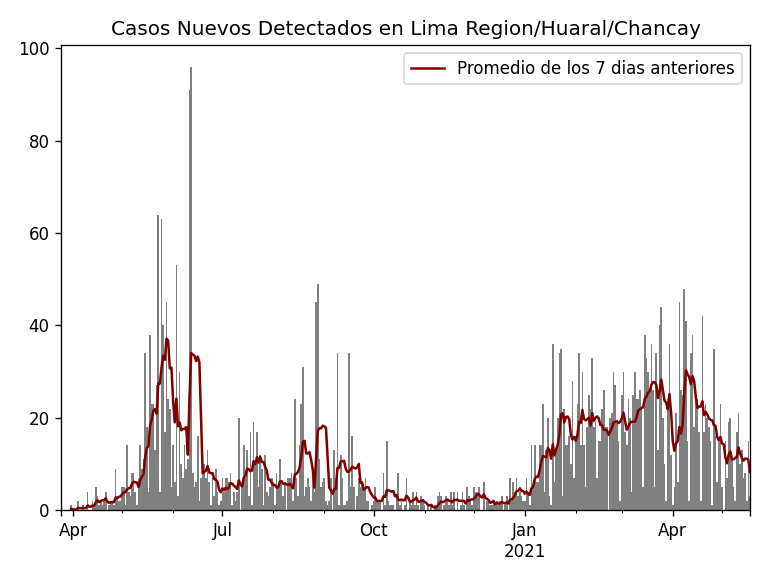 Casos Nuevos Detectados en Lima Region/Huaral/Chancay
Promedio de los 7 dias anteriores
100
80
60
40
20
0
Apr
Jul
Oct
Jan
2021
Apr